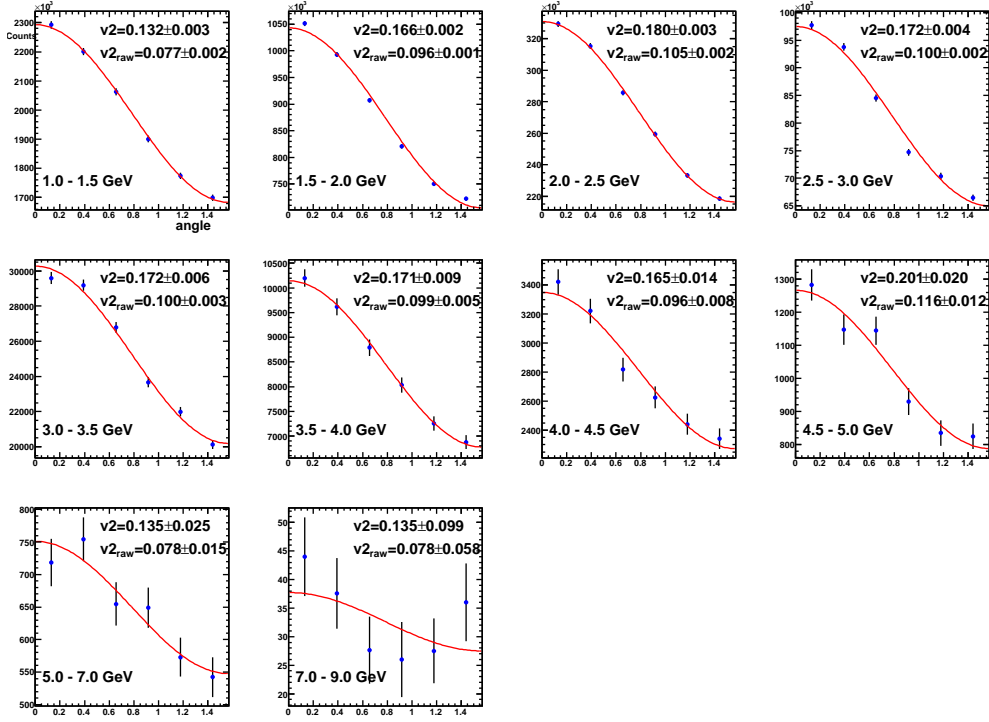 ×10³ ×10³ ×10³ ×10³
2300 v2=0.132±0.003 1050 v2=0.166±0.002 v2=0.180±0.003 100 v2=0.172±0.004
Counts
2200 v2raw=0.077±0.002 1000 v2raw=0.096±0.001 320 v2raw=0.105±0.002 95 v2raw=0.100±0.002
2100 950 300 90
2000 900 280 85
1900 850 260 80
1800 800 240 75
1.0 - 1.5 GeV 1.5 - 2.0 GeV 2.0 - 2.5 GeV 2.5 - 3.0 GeV
1700 750 220 70
65
0 0.2 0.4 0.6 0.8 1 1.2 1.4 0 0.2 0.4 0.6 0.8 1 1.2 1.4 0 0.2 0.4 0.6 0.8 1 1.2 1.4 0 0.2 0.4 0.6 0.8 1 1.2 1.4
angle
30000 v2=0.172±0.006 10500 v2=0.171±0.009 v2=0.165±0.014 1300 v2=0.201±0.020
28000 v2raw=0.100±0.003 10000 v2raw=0.099±0.005 3400 v2raw=0.096±0.008 1200 v2raw=0.116±0.012
26000 9500 3200 1100
24000 9000 3000 1000
22000 8500 2800 900
20000 8000 2600 800
7500 2400
7000
3.0 - 3.5 GeV 3.5 - 4.0 GeV 4.0 - 4.5 GeV 4.5 - 5.0 GeV
0 0.2 0.4 0.6 0.8 1 1.2 1.4 0 0.2 0.4 0.6 0.8 1 1.2 1.4 0 0.2 0.4 0.6 0.8 1 1.2 1.4 0 0.2 0.4 0.6 0.8 1 1.2 1.4
800 v2=0.135±0.025 50 v2=0.135±0.099
750 v2raw=0.078±0.015 45 v2raw=0.078±0.058
700 40
650 35
600 30
550 25
500 20
5.0 - 7.0 GeV 7.0 - 9.0 GeV
0 0.2 0.4 0.6 0.8 1 1.2 1.4 0 0.2 0.4 0.6 0.8 1 1.2 1.4